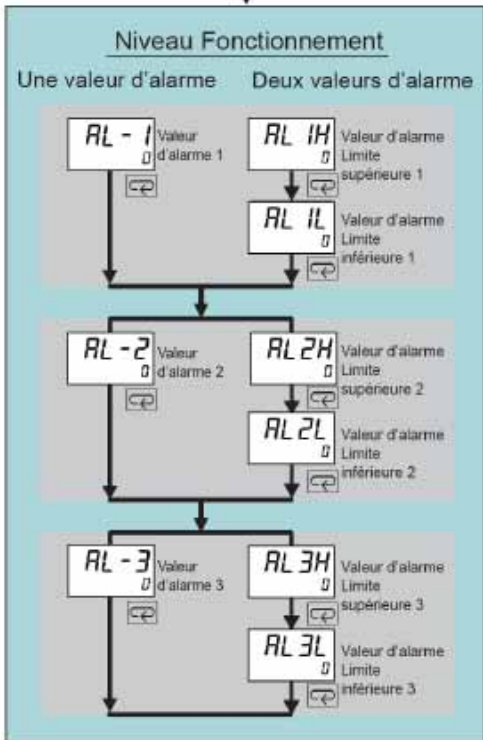 Niveau Fonctionnement
Une valeur d'alarme
Deux valeurs d'alarme
AL - 1
0
Valeur
d'alarme 1
AL 1H
0
Valeur d'alarme
Limite
supérieure 1
AL 1L
0
Valeur d'alarme
Limite
inférieure 1
AL - 2
0
Valeur
d'alarme 2
AL 2H
0
Valeur d'alarme
Limite
supérieure 2
AL 2L
0
Valeur d'alarme
Limite
inférieure 2
AL - 3
0
Valeur
d'alarme 3
AL 3H
0
Valeur d'alarme
Limite
supérieure 3
AL 3L
0
Valeur d'alarme
Limite
inférieure 3